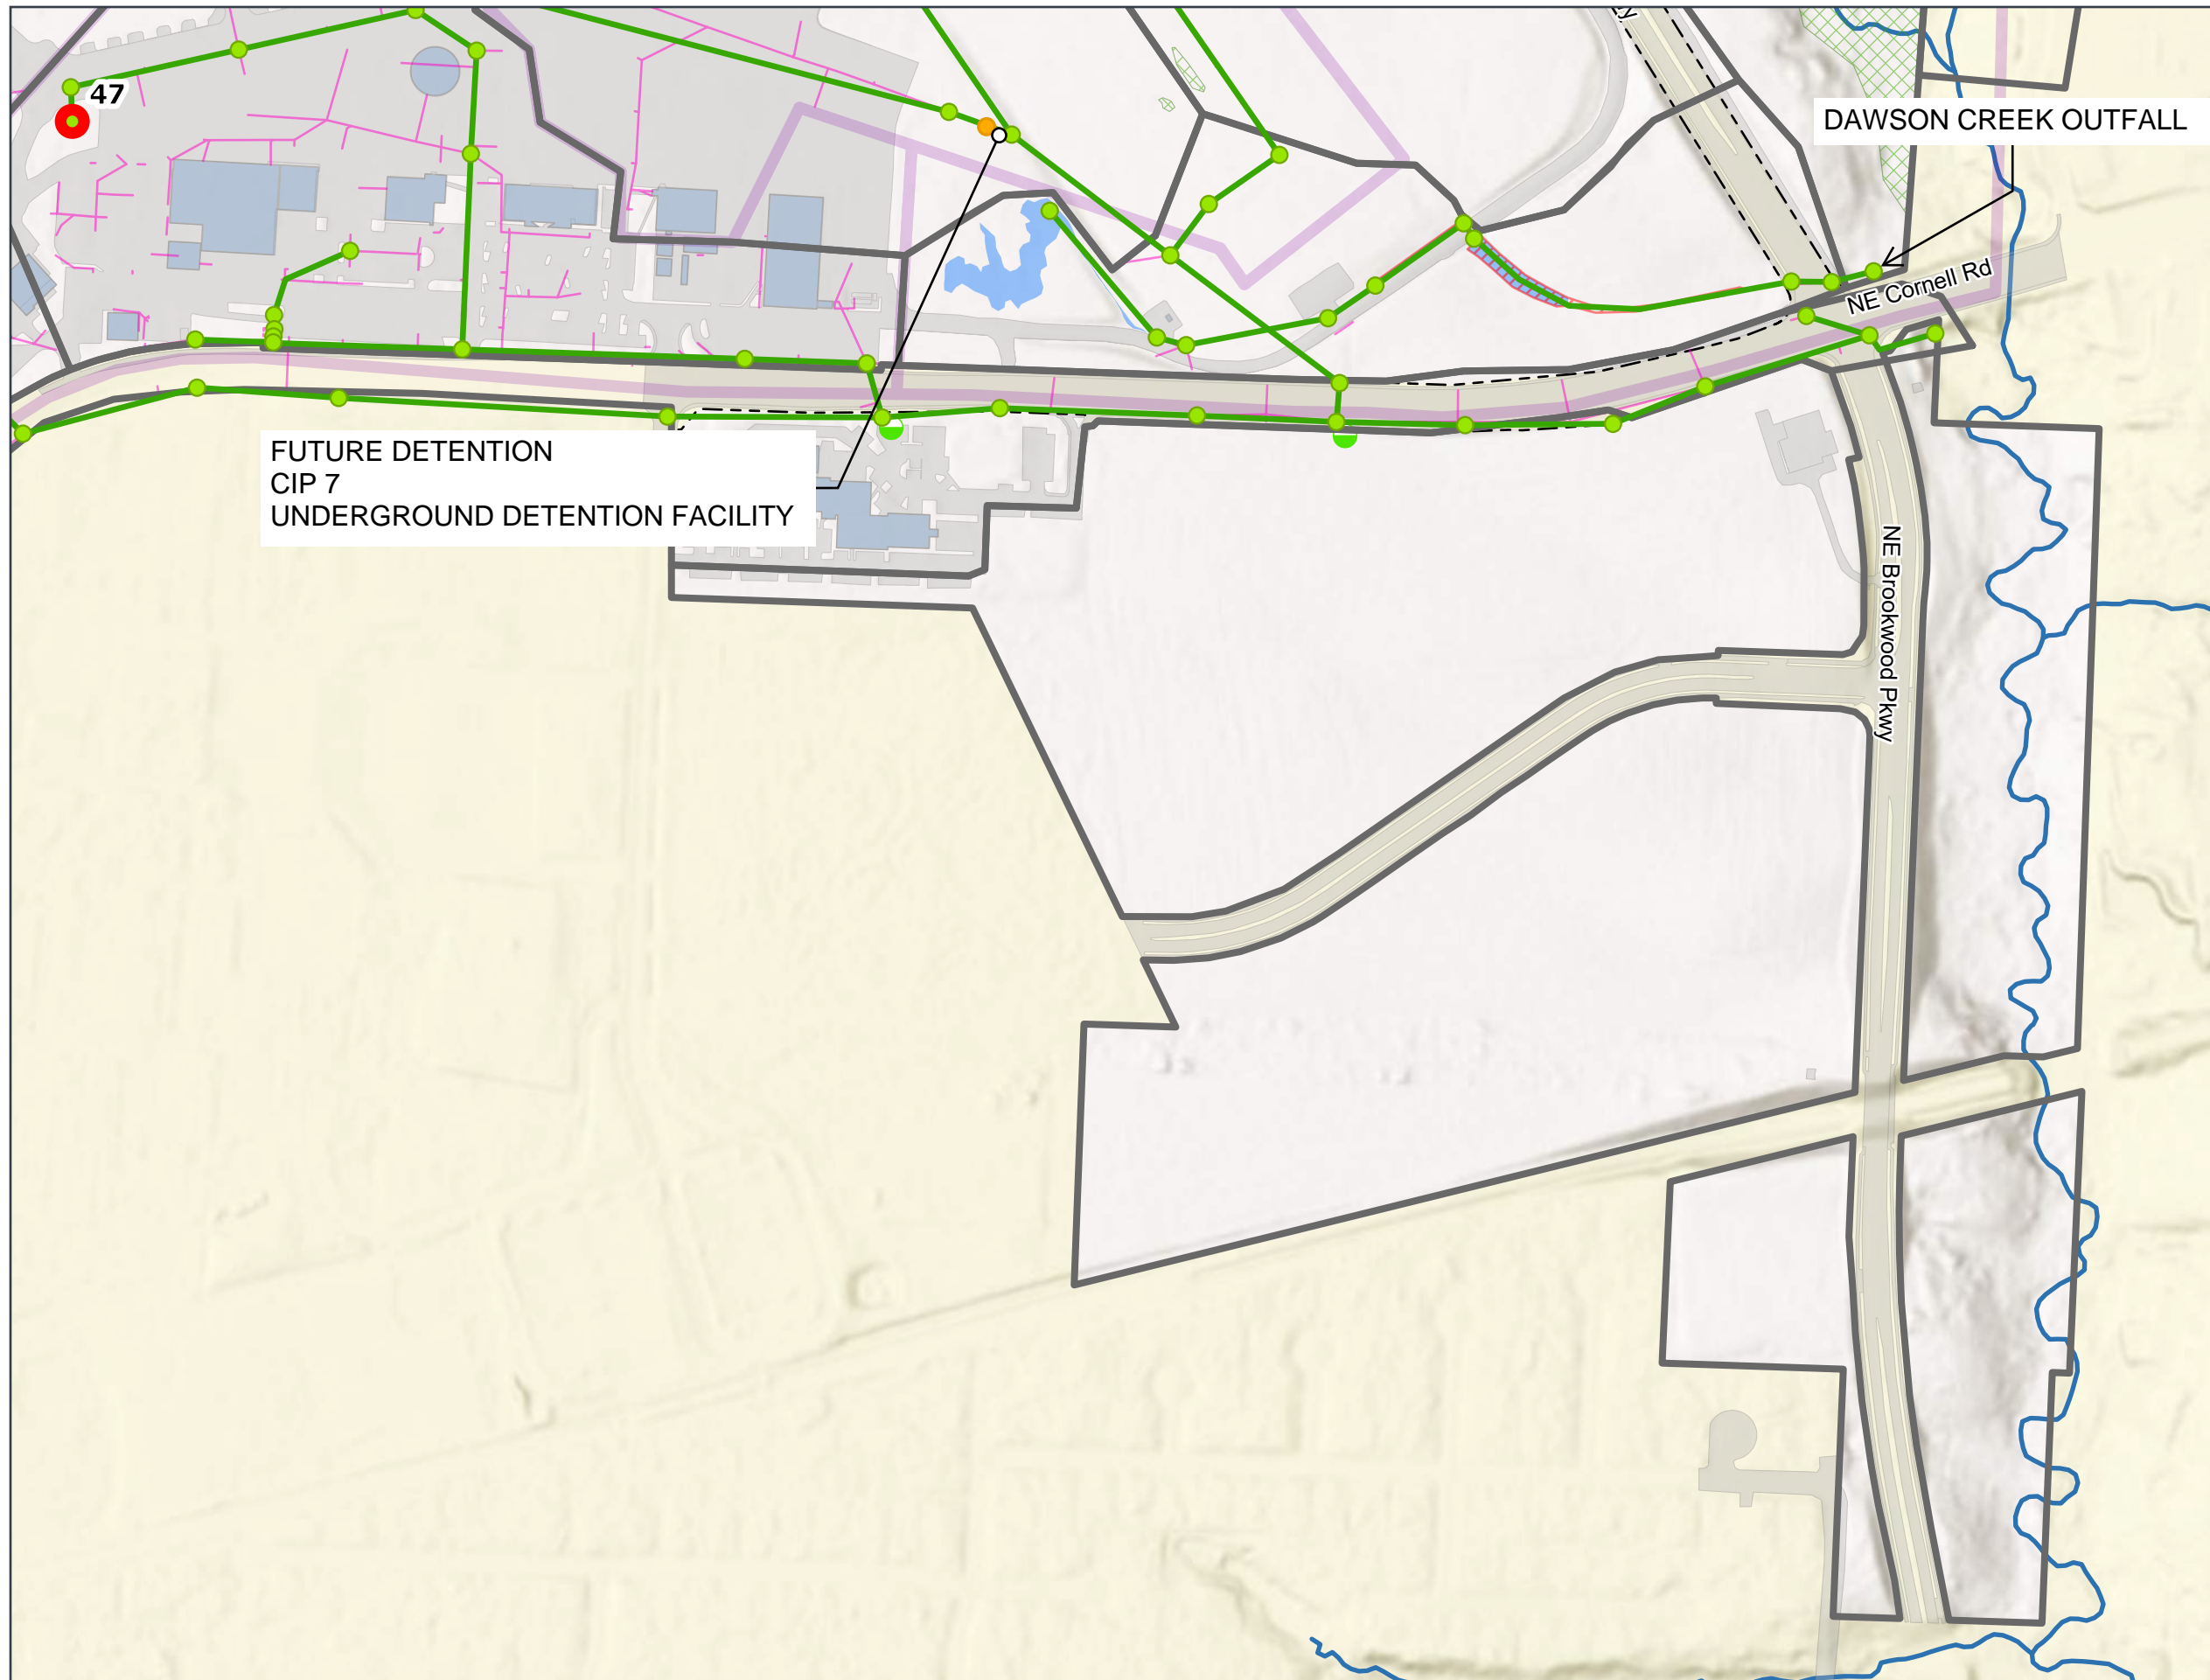 47
DAWSON CREEK OUTFALL
NE Cornell Rd
FUTURE DETENTION
CIP 7
UNDERGROUND DETENTION FACILITY
NE Brookwood Pkwy